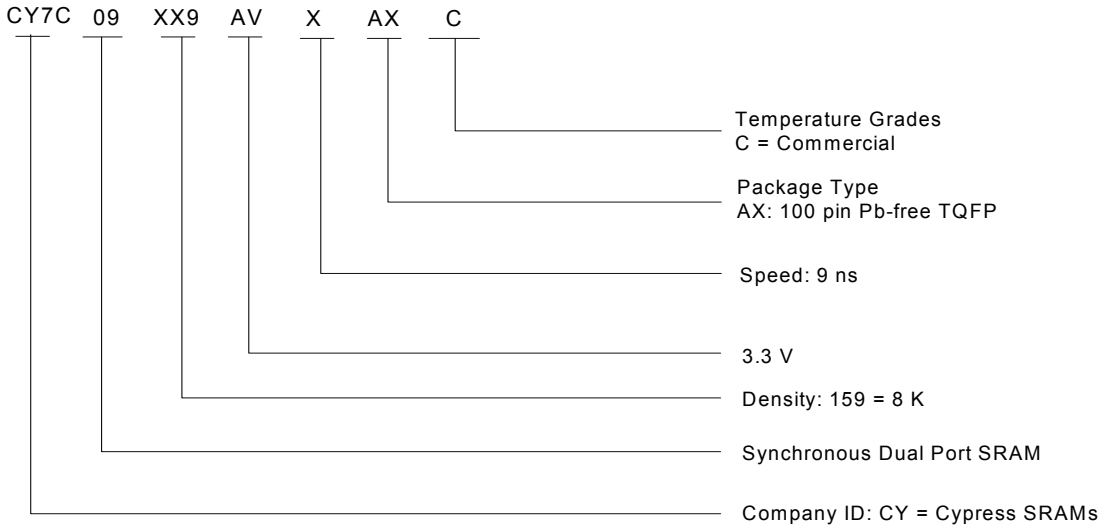 CY7C 09 XX9 AV X AX C
Temperature Grades
C = Commercial
Package Type
AX: 100 pin Pb-free TQFP
Speed: 9 ns
3.3 V
Density: 159 = 8 K
Synchronous Dual Port SRAM
Company ID: CY = Cypress SRAMs